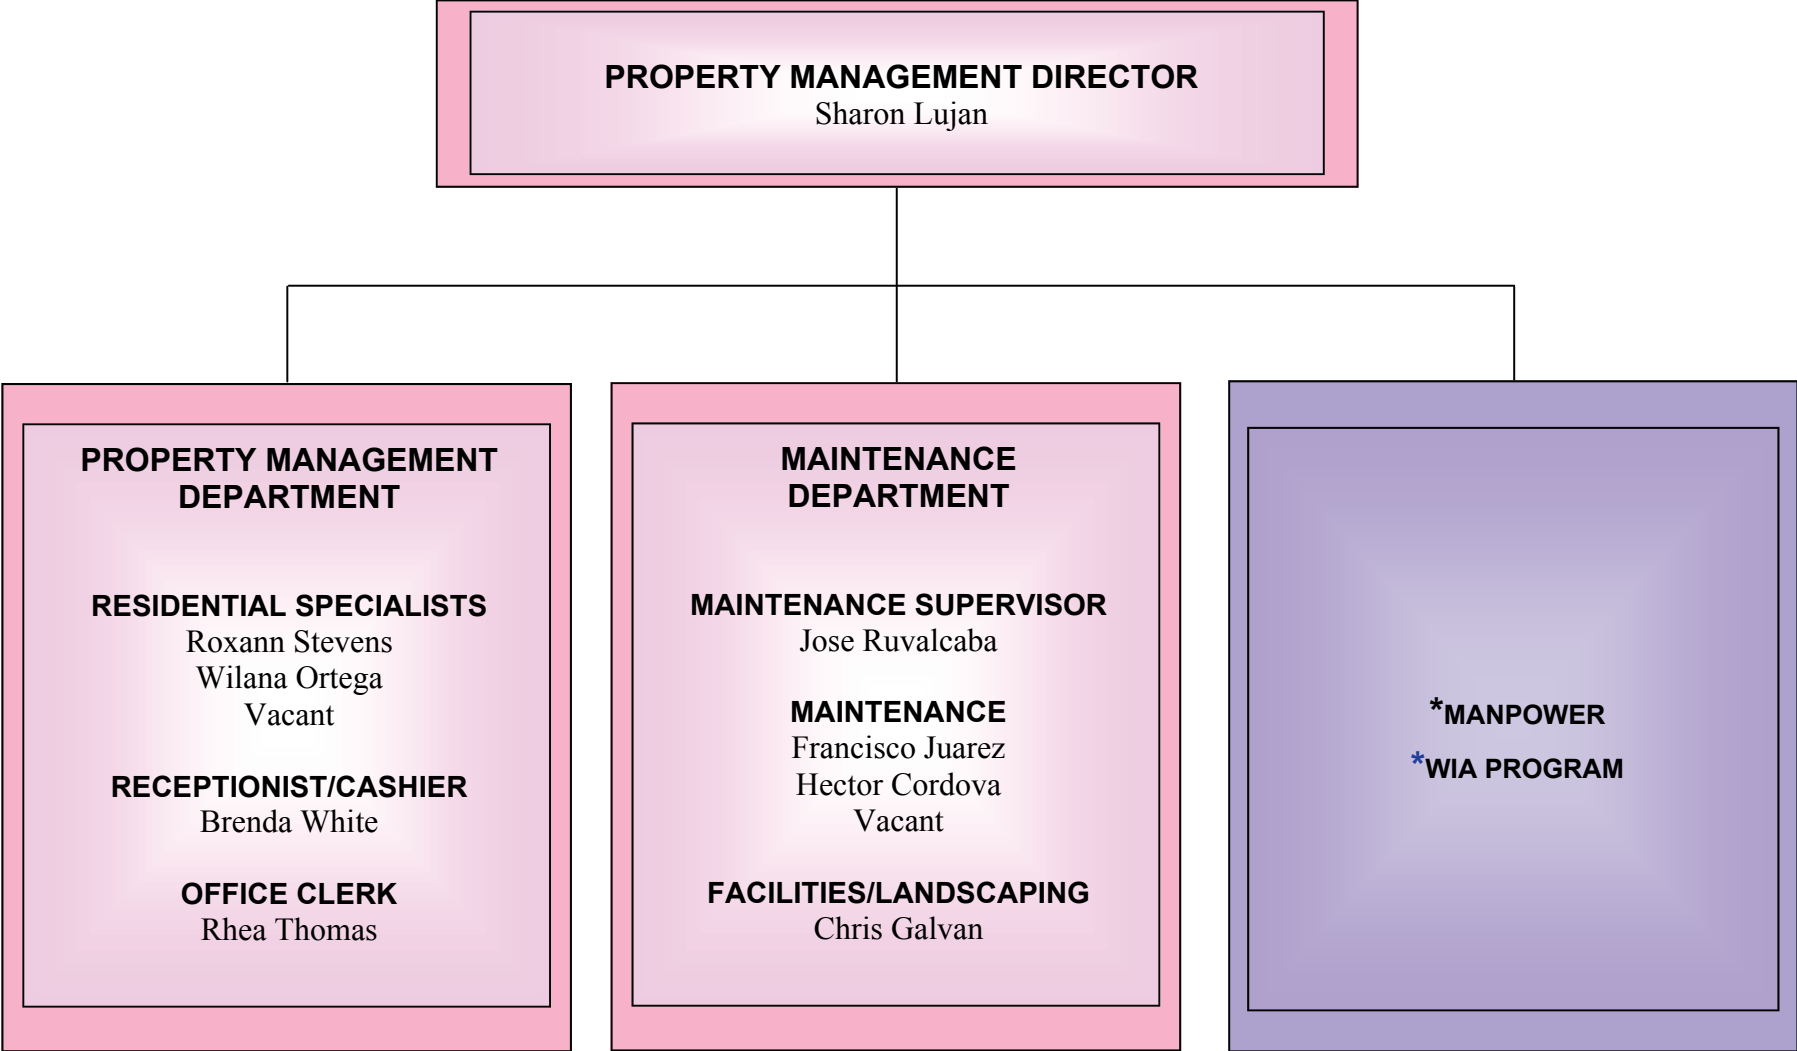 PROPERTY MANAGEMENT DIRECTOR
Sharon Lujan
PROPERTY MANAGEMENT
DEPARTMENT
RESIDENTIAL SPECIALISTS
Roxann Stevens
Wilana Ortega
Vacant
RECEPTIONIST/CASHIER
Brenda White
OFFICE CLERK
Rhea Thomas
MAINTENANCE
DEPARTMENT
MAINTENANCE SUPERVISOR
Jose Ruvalcaba
MAINTENANCE
Francisco Juarez
Hector Cordova
Vacant
FACILITIES/LANDSCAPING
Chris Galvan
*MANPOWER
*WIA PROGRAM